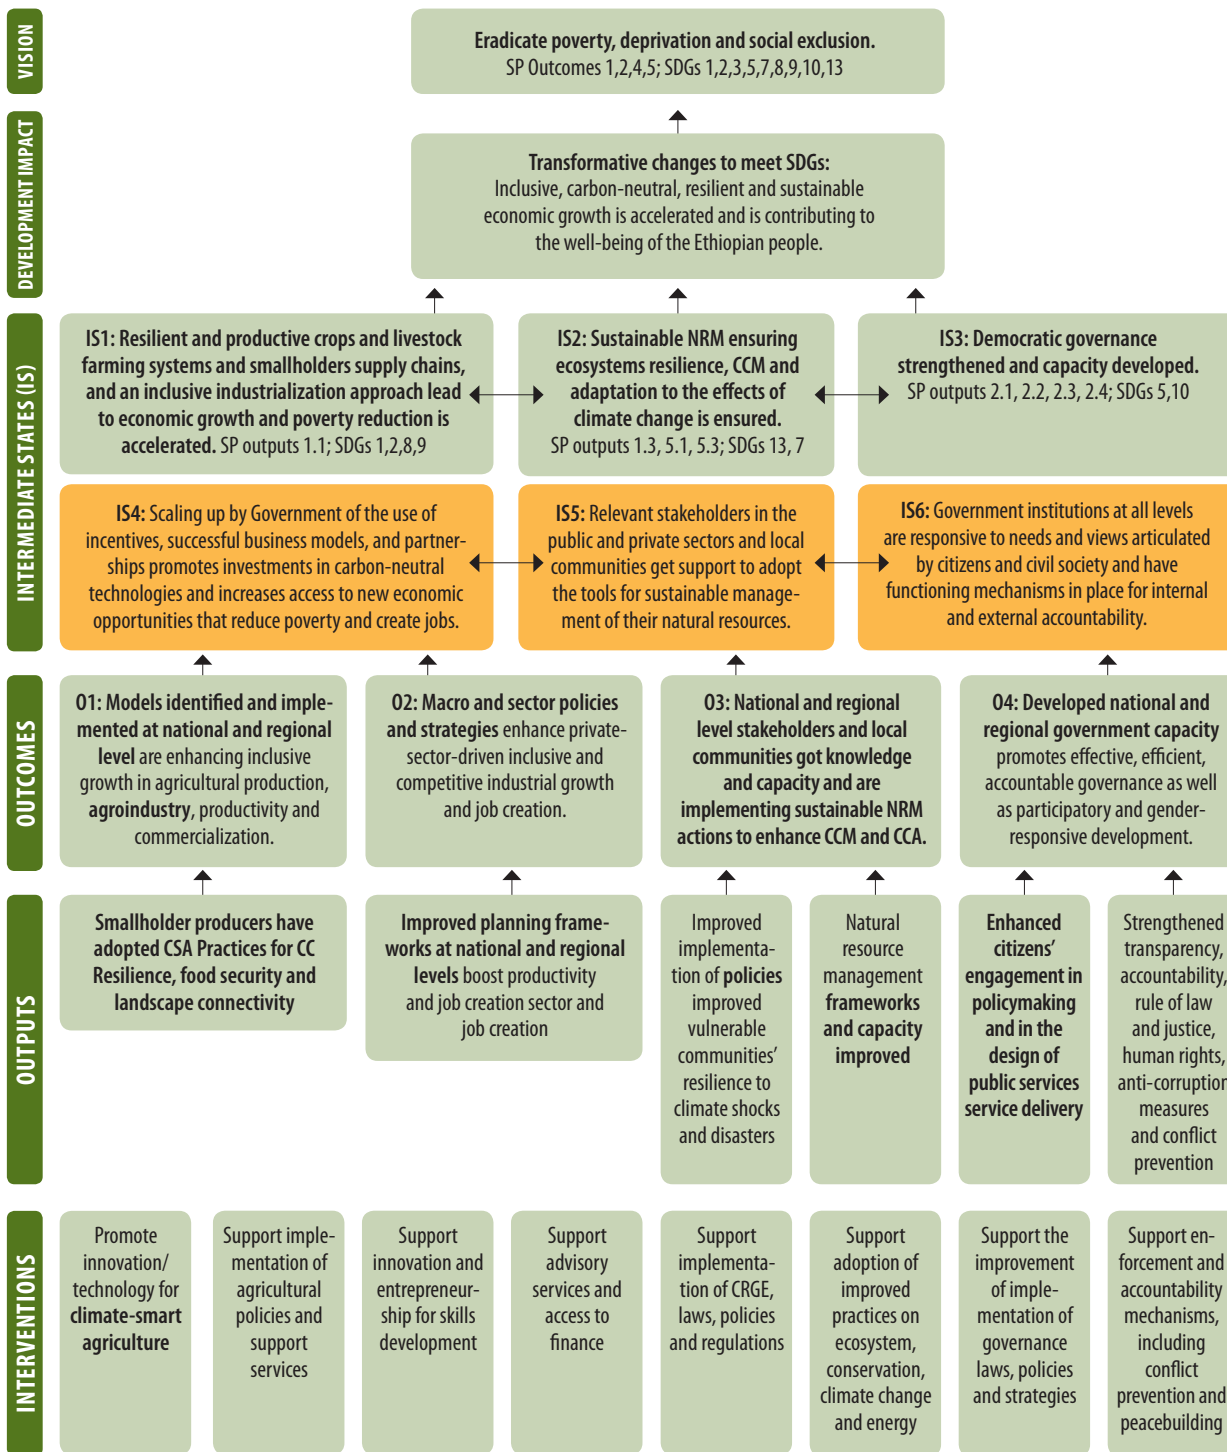 VISION
Eradicate poverty, deprivation and social exclusion.
SP Outcomes 1,2,4,5; SDGs 1,2,3,5,7,8,9,10,13
DEVELOPMENT IMPACT
Transformative changes to meet SDGs:
Inclusive, carbon-neutral, resilient and sustainable
economic growth is accelerated and is contributing to
the well-being of the Ethiopian people.
INTERMEDIATE STATES (IS)
IS1: Resilient and productive crops and livestock
farming systems and smallholders supply chains,
and an inclusive industrialization approach lead
to economic growth and poverty reduction is
accelerated. SP outputs 1.1; SDGs 1,2,8,9
IS2: Sustainable NRM ensuring
ecosystems resilience, CCM and
adaptation to the effects of
climate change is ensured.
SP outputs 1.3, 5.1, 5.3; SDGs 13, 7
IS3: Democratic governance
strengthened and capacity developed.
SP outputs 2.1, 2.2, 2.3, 2.4; SDGs 5,10
IS4: Scaling up by Government of the use of
incentives, successful business models, and partner-
ships promotes investments in carbon-neutral
technologies and increases access to new economic
opportunities that reduce poverty and create jobs.
IS5: Relevant stakeholders in the
public and private sectors and local
communities get support to adopt
the tools for sustainable manage-
ment of their natural resources.
IS6: Government institutions at all levels
are responsive to needs and views articulated
by citizens and civil society and have
functioning mechanisms in place for internal
and external accountability.
OUTCOMES
O1: Models identified and imple-
mented at national and regional
level are enhancing inclusive
growth in agricultural production,
agroindustry, productivity and
commercialization.
O2: Macro and sector policies
and strategies enhance private-
sector-driven inclusive and
competitive industrial growth
and job creation.
O3: National and regional
level stakeholders and local
communities got knowledge
and capacity and are
implementing sustainable NRM
actions to enhance CCM and CCA.
O4: Developed national and
regional government capacity
promotes effective, efficient,
accountable governance as well
as participatory and gender-
responsive development.
OUTPUTS
Smallholder producers have
adopted CSA Practices for CC
Resilience, food security and
landscape connectivity
Improved planning frame-
works at national and regional
levels boost productivity
and job creation sector and
job creation
Improved
implementa-
tion of policies
improved
vulnerable
communities'
resilience to
climate shocks
and disasters
Natural
resource
management
frameworks
and capacity
improved
Enhanced
citizens'
engagement in
policymaking
and in the
design of
public services
service delivery
Strengthened
transparency,
accountability,
rule of law
and justice,
human rights,
anti-corruption
measures
and conflict
prevention
INTERVENTIONS
Promote
innovation/
technology for
climate-smart
agriculture
Support imple-
mentation of
agricultural
policies and
support
services
Support
innovation and
entrepreneur-
ship for skills
development
Support
advisory
services and
access to
finance
Support
implementa-
tion of CRGE,
laws, policies
and regulations
Support
adoption of
improved
practices on
ecosystem,
conservation,
climate change
and energy
Support the
improvement
of imple-
mentation of
governance
laws, policies
and strategies
Support en-
forcement and
accountability
mechanisms,
including
conflict
prevention and
peacebuilding